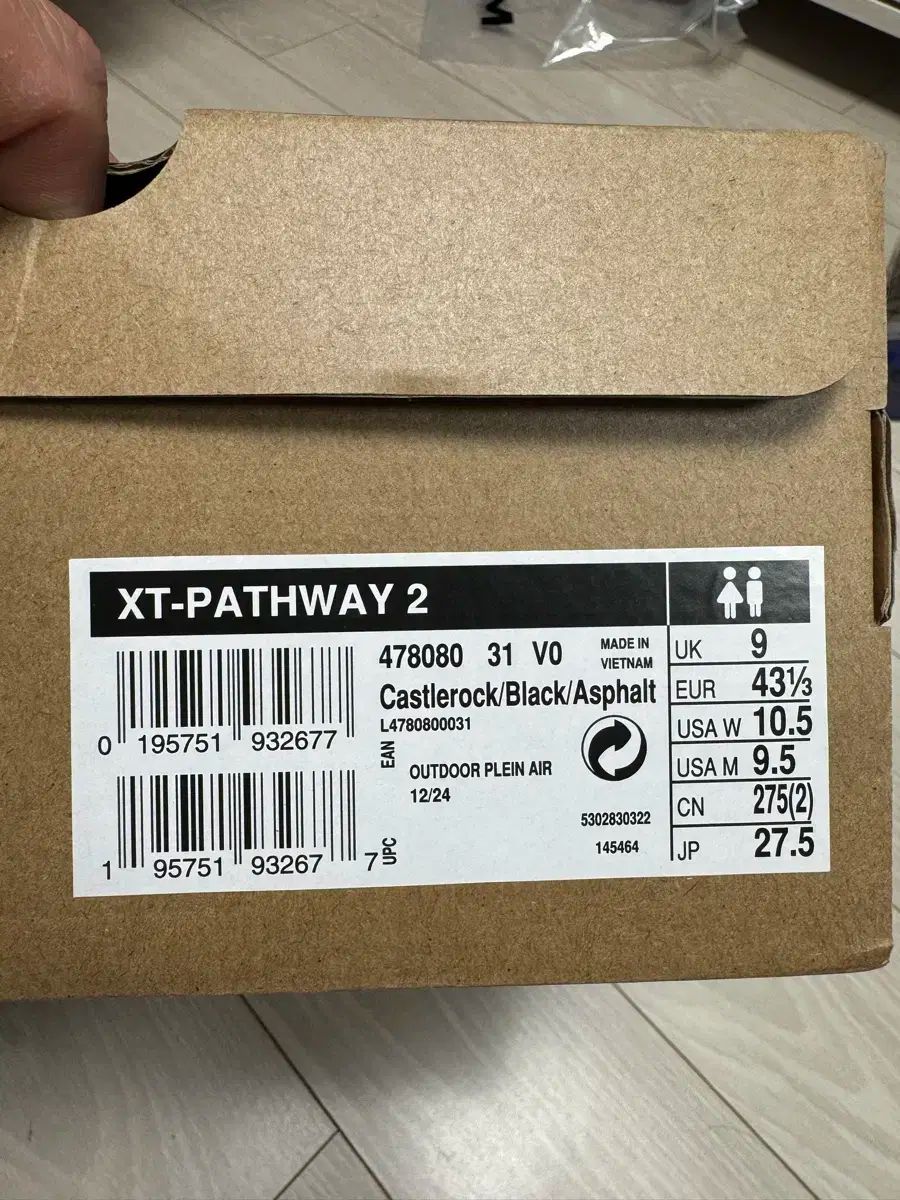 XT-PATHWAY 2
478080 31 V0
MADE IN
VIETNAM
Castlerock/Black/Asphalt
L4780800031
0 195751 932677
EAN
OUTDOOR PLEIN AIR
12/24
5302830322
145464
1 95751 93267 7
UPC
UK 9
EUR 43⅓
USA W 10.5
USA M 9.5
CN 275(2)
JP 27.5